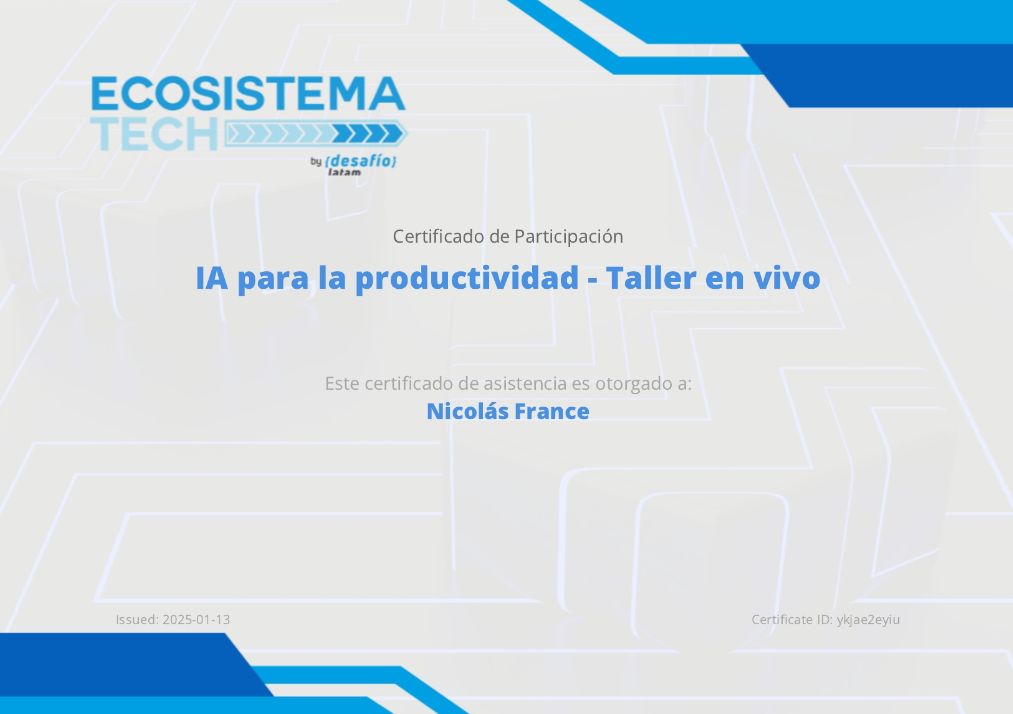 ECOSISTEMA
TECH
by {desafío}
latam
Certificado de Participación
IA para la productividad - Taller en vivo
Este certificado de asistencia es otorgado a:
Nicolás France
Issued: 2025-01-13
Certificate ID: ykjae2eyiu